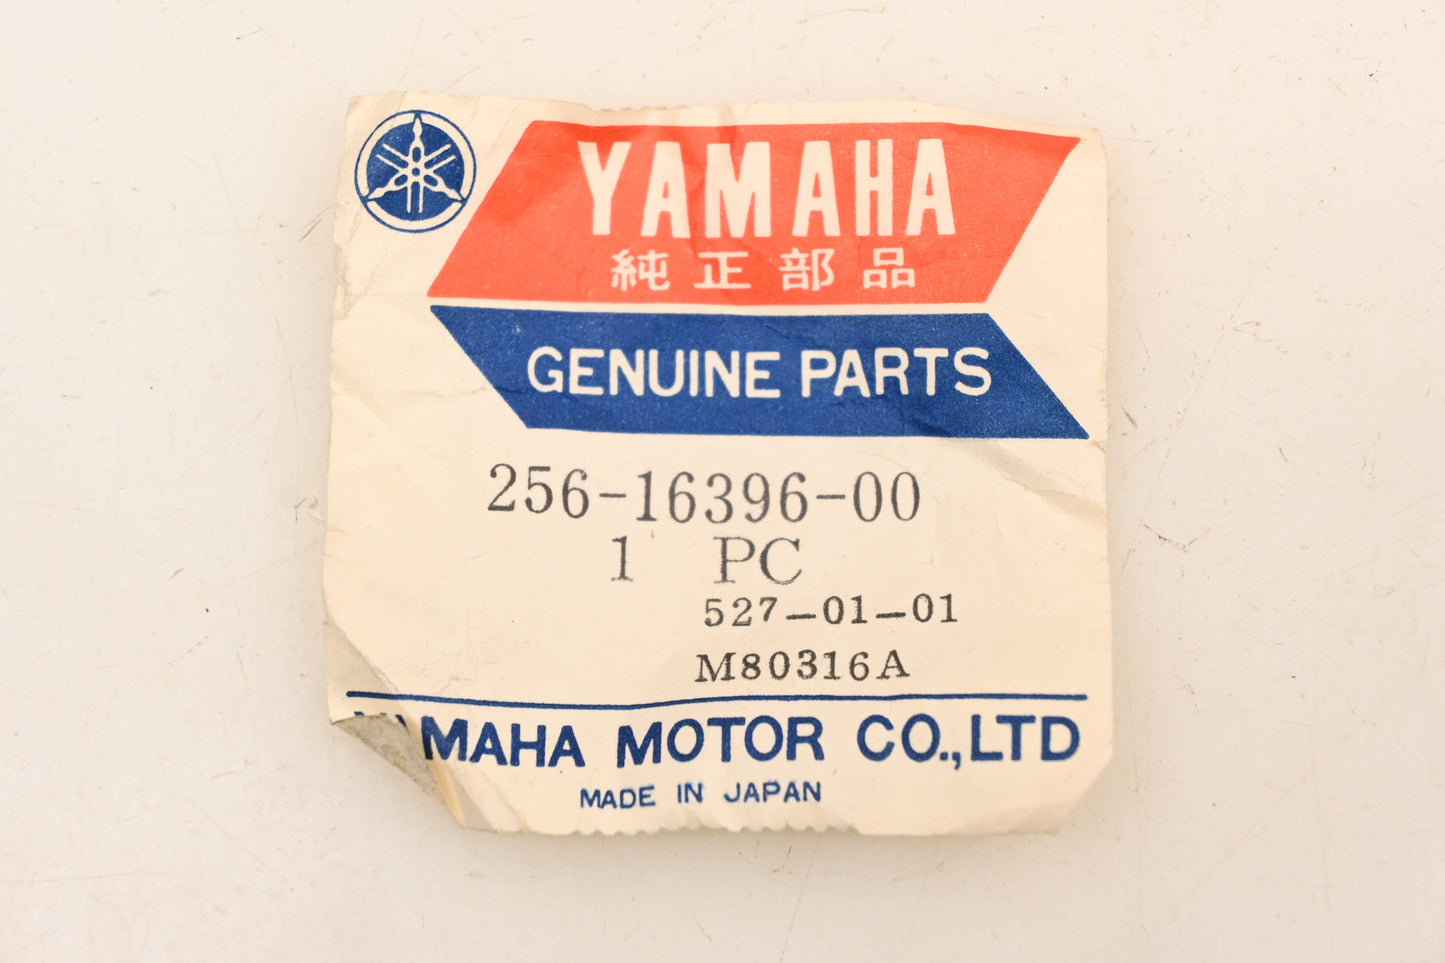 YAMAHA
純正部品
GENUINE PARTS
256-16396-00
1 PC
527-01-01
M80316A
YAMAHA MOTOR CO.,LTD
MADE IN JAPAN